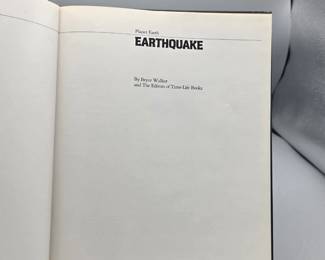 Planet Earth
EARTHQUAKE
By Bryce Walker
and The Editors of Time-Life Books